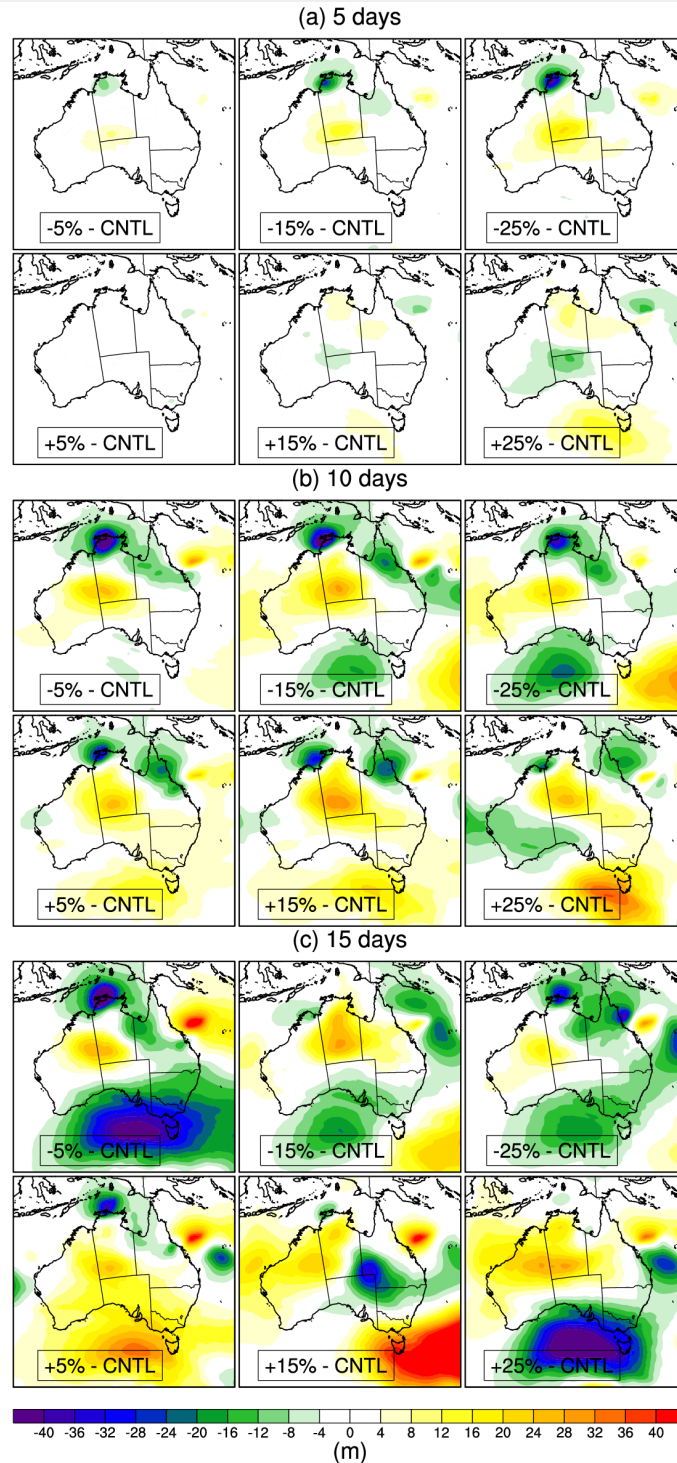 (a) 5 days
-5% - CNTL
-15% - CNTL
-25% - CNTL
+5% - CNTL
+15% - CNTL
+25% - CNTL
(b) 10 days
-5% - CNTL
-15% - CNTL
-25% - CNTL
+5% - CNTL
+15% - CNTL
+25% - CNTL
(c) 15 days
-5% - CNTL
-15% - CNTL
-25% - CNTL
+5% - CNTL
+15% - CNTL
+25% - CNTL
-40 -36 -32 -28 -24 -20 -16 -12 -8 -4 0 4 8 12 16 20 24 28 32 36 40
(m)